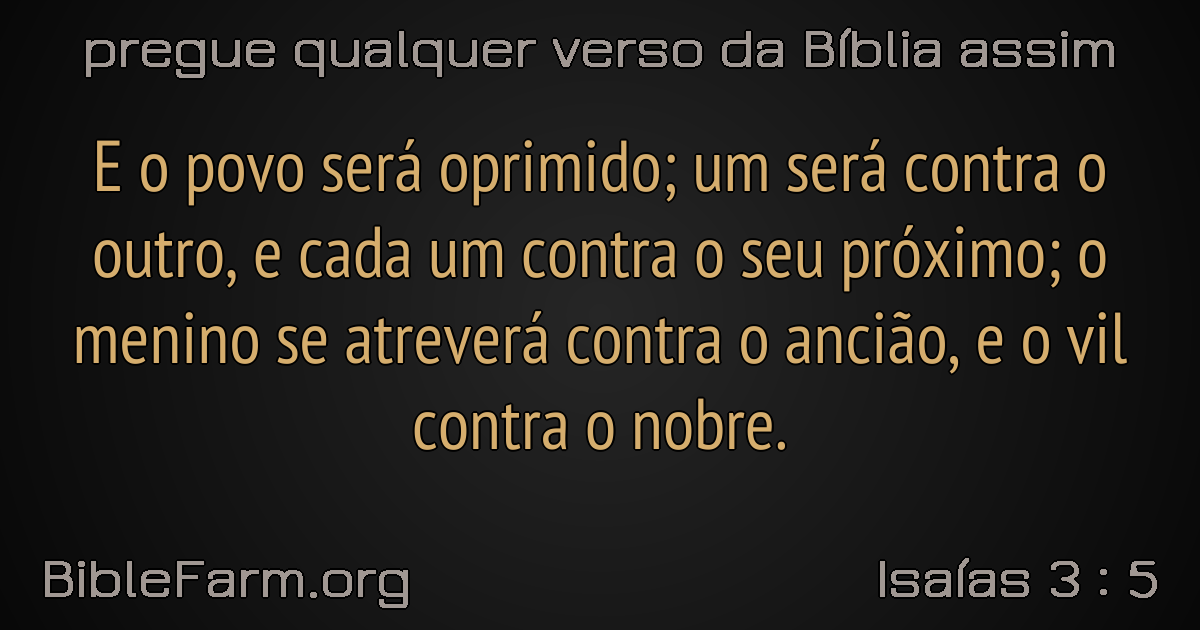 pregue qualquer verso da Bíblia assim
E o povo será oprimido; um será contra o
outro, e cada um contra o seu próximo; o
menino se atreverá contra o ancião, e o vil
contra o nobre.
BibleFarm.org
Isaías 3 : 5